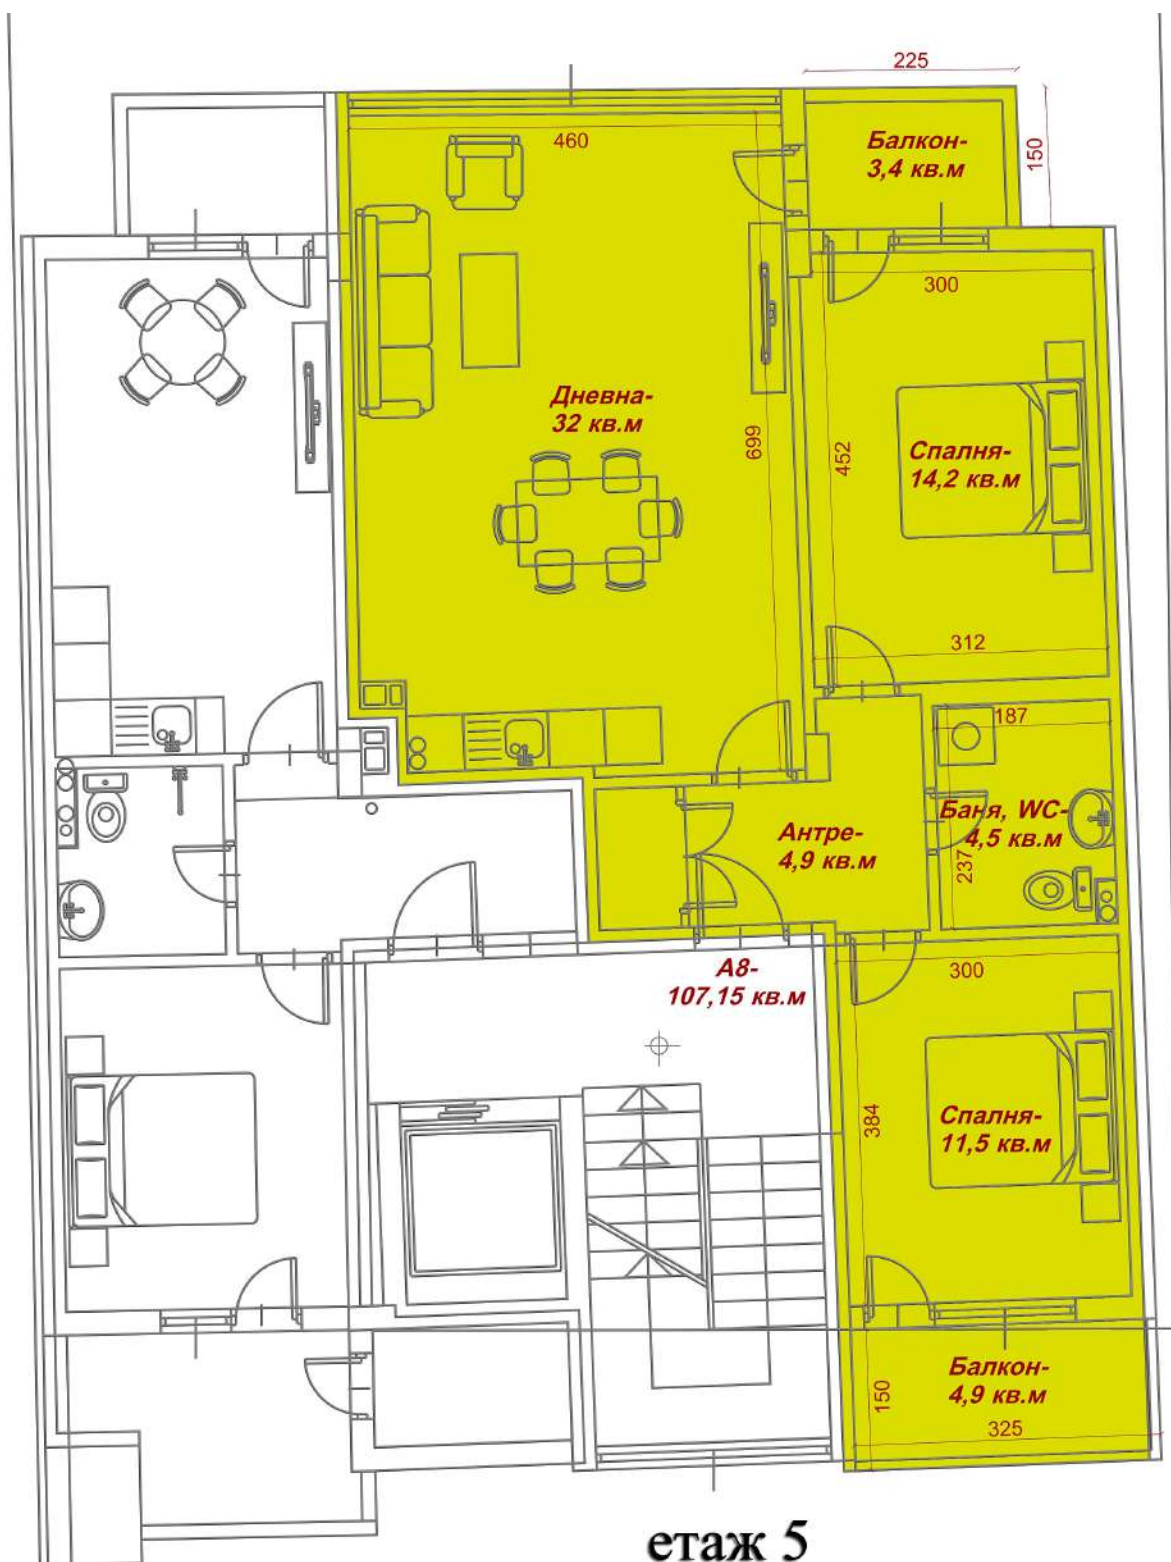 225
150
460
Балкон-
3,4 кв.м
300
Дневна-
32 кв.м
699
452
Спалня-
14,2 кв.м
312
187
Баня, WC-
4,5 кв.м
237
Антре-
4,9 кв.м
А8-
107,15 кв.м
300
384
Спалня-
11,5 кв.м
Балкон-
4,9 кв.м
150
325
етаж 5